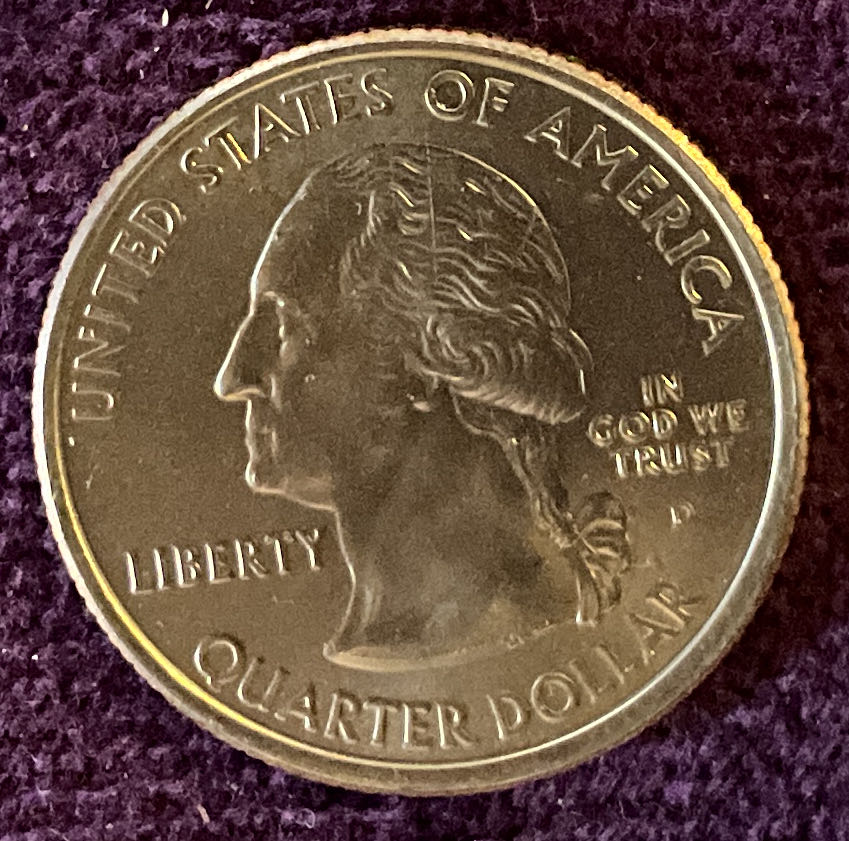 UNITED STATES OF AMERICA
IN
GOD WE
TRUST
D
LIBERTY
QUARTER DOLLAR